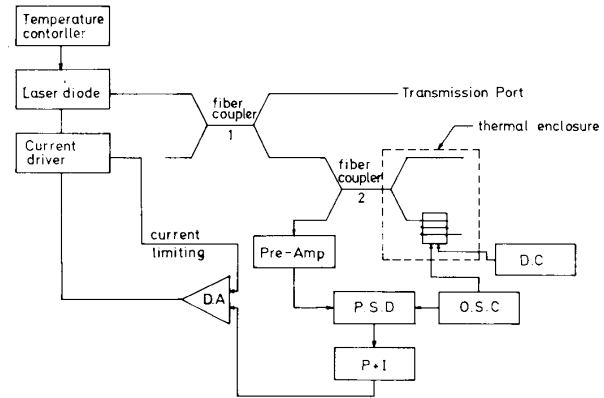 Temperature
contorller
Laser diode
Current
driver
fiber
coupler
1
Transmission Port
thermal enclosure
fiber
coupler
2
current
limiting
Pre-Amp
D.C
D.A
P.S.D
O.S.C
P+I